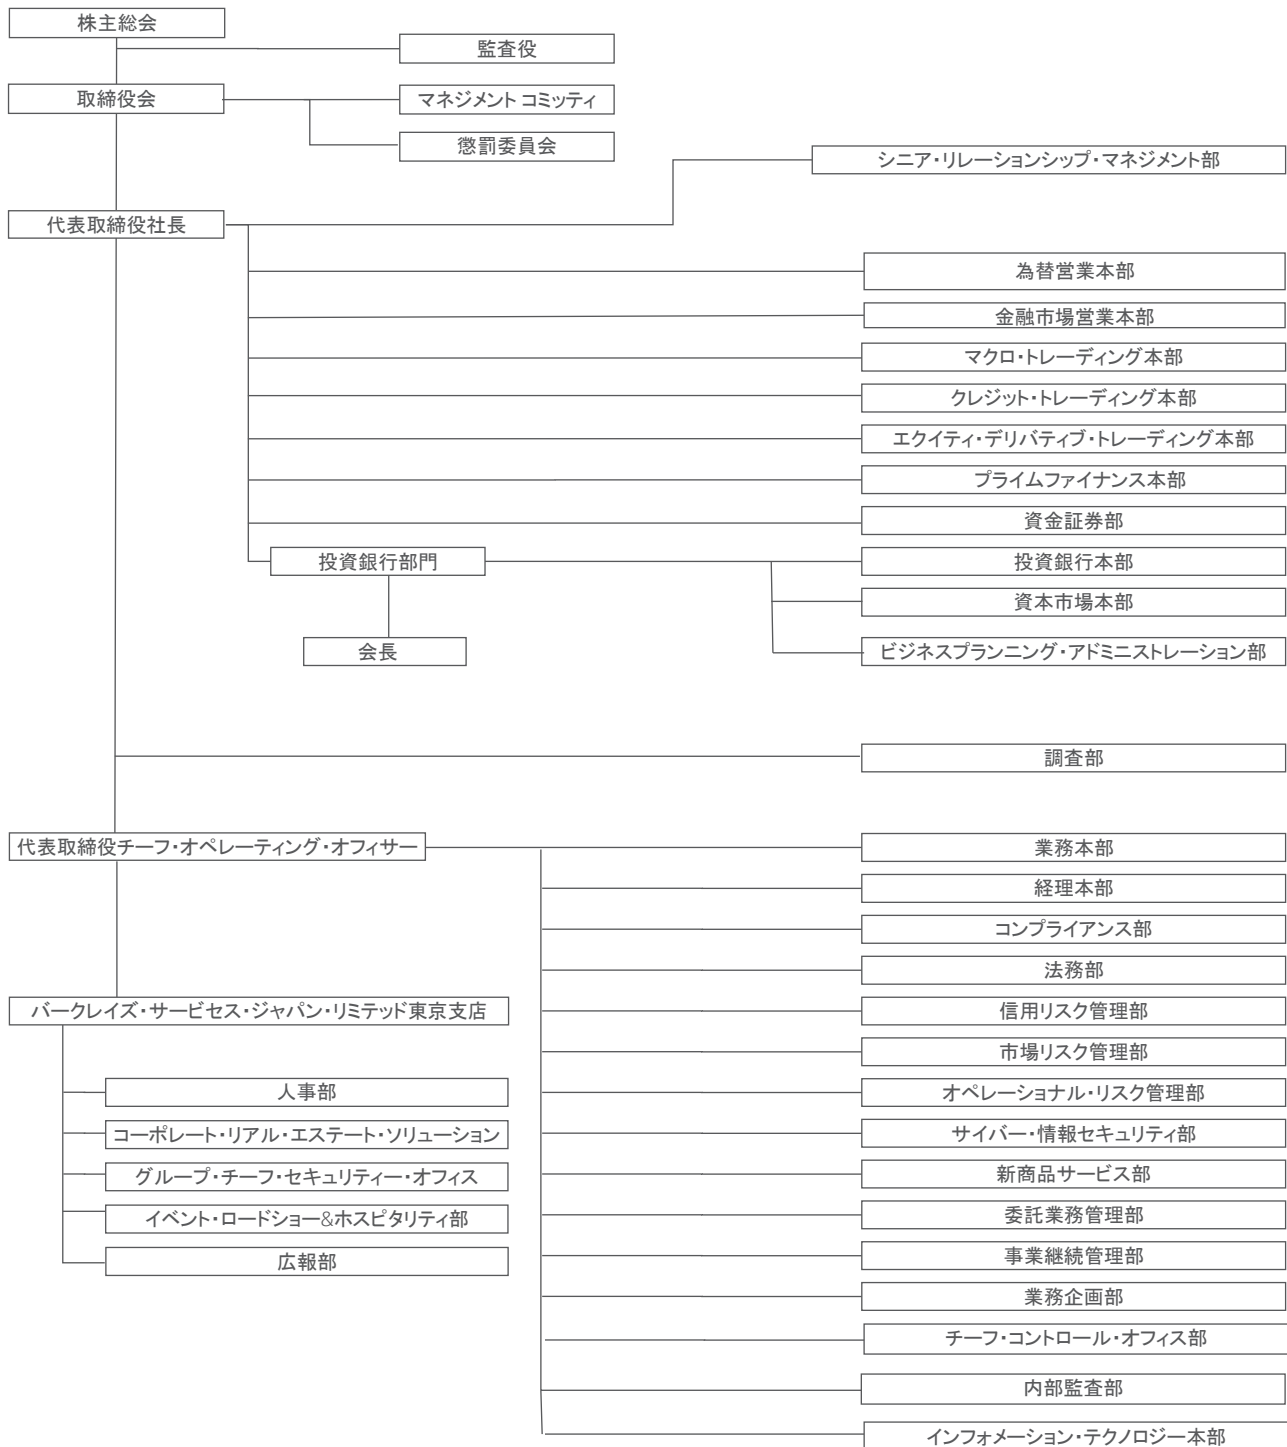 株主総会
監査役
取締役会
マネジメント コミッティ
懲罰委員会
シニア・リレーションシップ・マネジメント部
代表取締役社長
為替営業本部
金融市場営業本部
マクロ・トレーディング本部
クレジット・トレーディング本部
エクイティ・デリバティブ・トレーディング本部
プライムファイナンス本部
資金証券部
投資銀行部門
投資銀行本部
資本市場本部
会長
ビジネスプランニング・アドミニストレーション部
調査部
代表取締役チーフ・オペレーティング・オフィサー
業務本部
経理本部
コンプライアンス部
法務部
バークレイズ・サービセス・ジャパン・リミテッド東京支店
信用リスク管理部
市場リスク管理部
人事部
オペレーショナル・リスク管理部
コーポレート・リアル・エステート・ソリューション
サイバー・情報セキュリティ部
グループ・チーフ・セキュリティー・オフィス
新商品サービス部
イベント・ロードショー&ホスピタリティ部
委託業務管理部
広報部
事業継続管理部
業務企画部
チーフ・コントロール・オフィス部
内部監査部
インフォメーション・テクノロジー本部